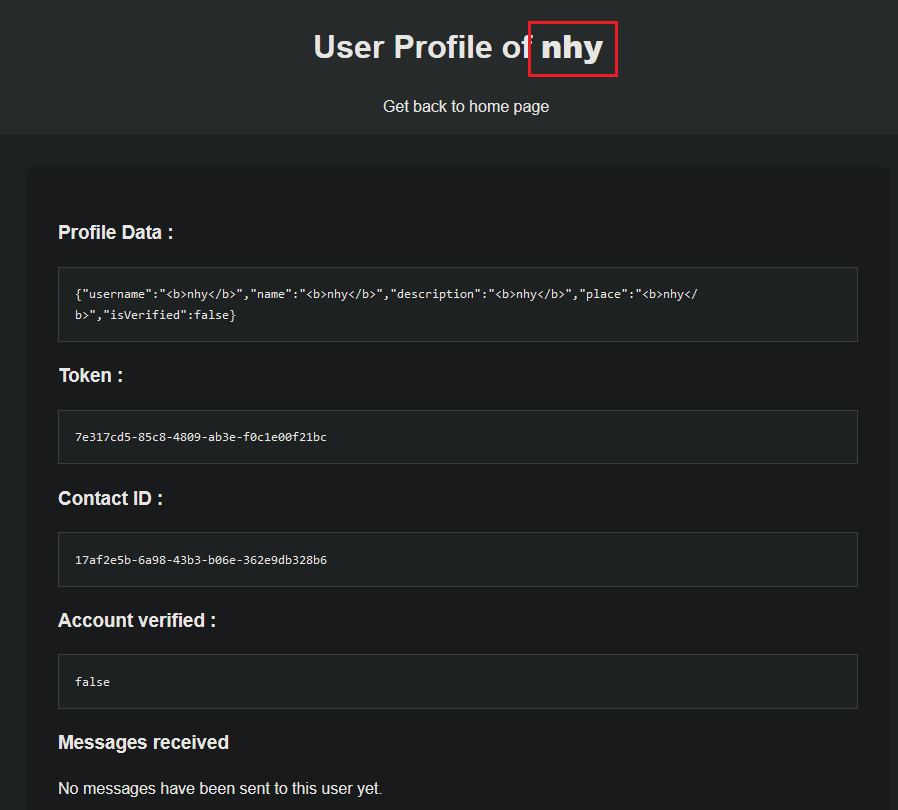 User Profile of nhy
Get back to home page
Profile Data :
{"username":"<b>nhy</b>","name":"<b>nhy</b>","description":"<b>nhy</b>","place":"<b>nhy</
b>","isVerified":false}
Token :
7e317cd5-85c8-4809-ab3e-f0c1e00f21bc
Contact ID :
17af2e5b-6a98-43b3-b06e-362e9db328b6
Account verified :
false
Messages received
No messages have been sent to this user yet.